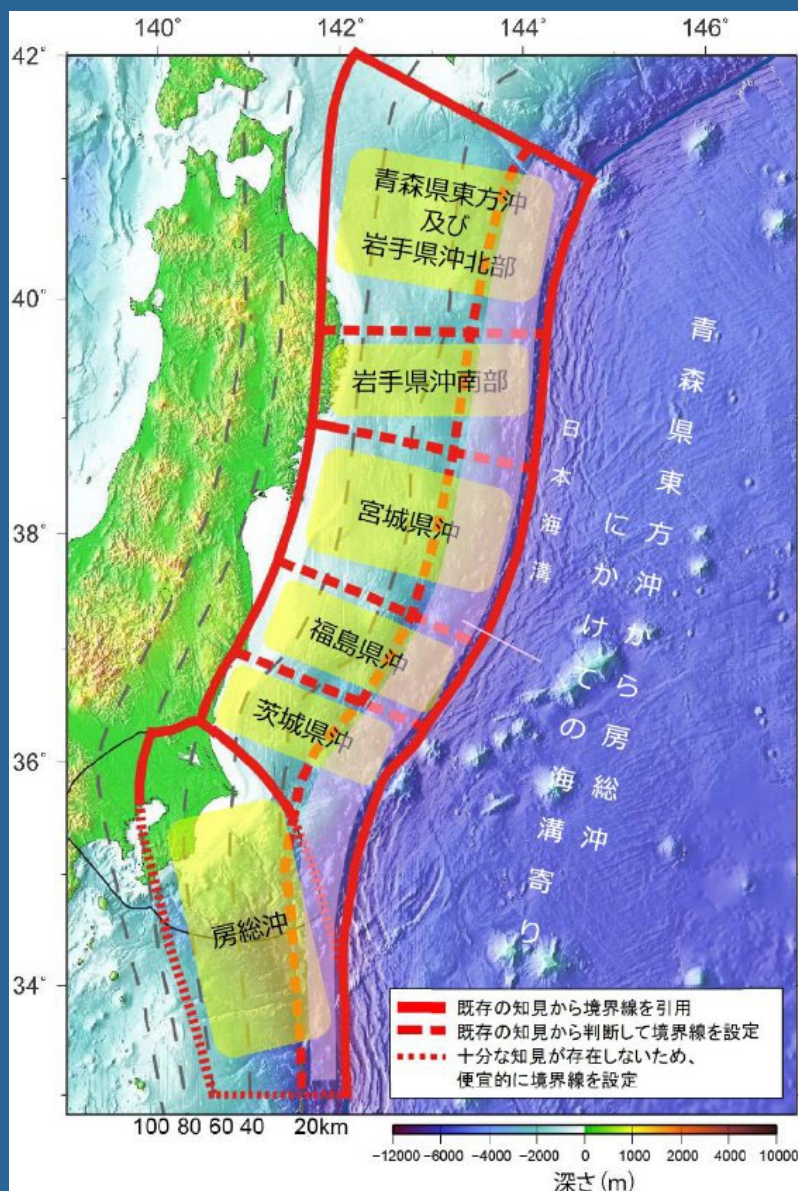 140° 142° 144° 146°
42°
40°
38°
36°
34°
青森県東方沖
及び
岩手県沖北部
岩手県沖南部
宮城県沖
福島県沖
茨城県沖
房総沖
日本海溝
青森県東方沖から房総沖
にかけての海溝寄り
既存の知見から境界線を引用
既存の知見から判断して境界線を設定
十分な知見が存在しないため、
便宜的に境界線を設定
100 80 60 40 20km
-12000 -6000 -4000 -2000 0 1000 2000 4000 10000
深さ(m)